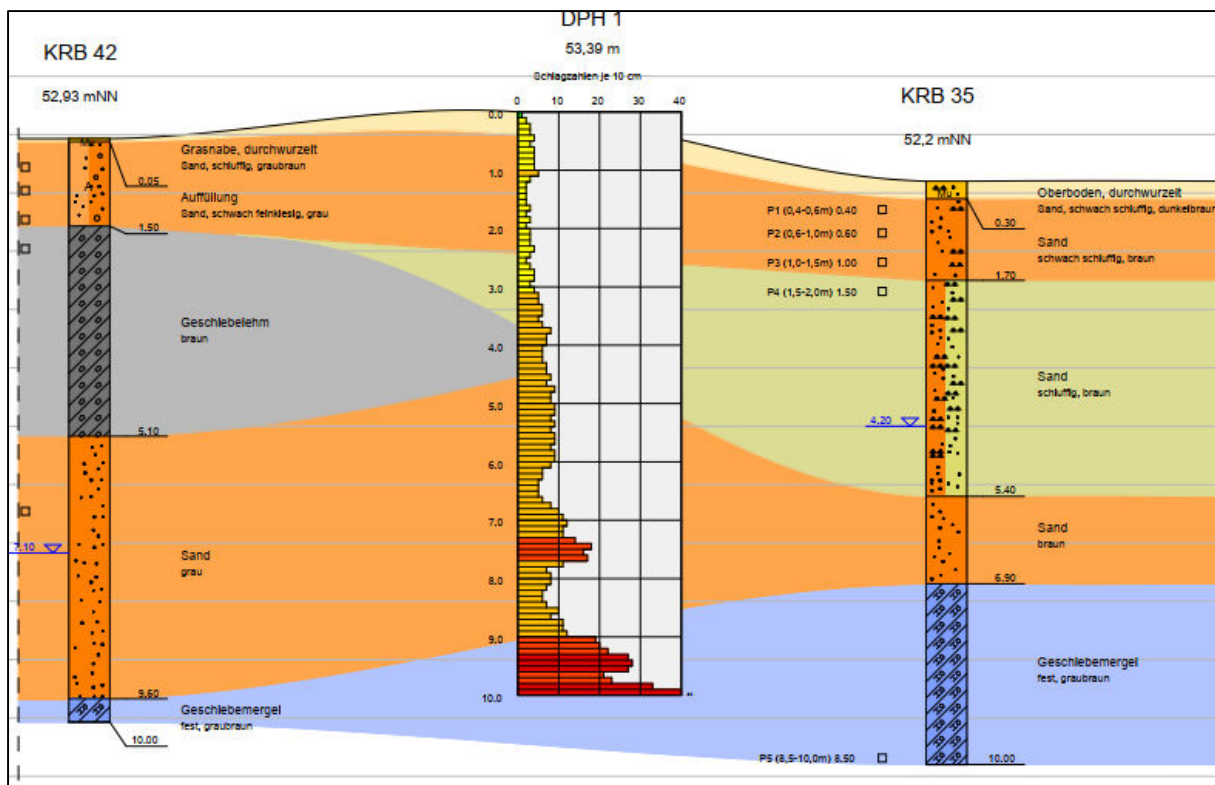 KRB 42
52,93 mNN
DPH 1
53,39 m
Schlagzahlen je 10 cm
0 10 20 30 40
0.0
1.0
2.0
3.0
4.0
5.0
6.0
7.0
8.0
9.0
10.0
KRB 35
52,2 mNN
Mu
A
Grasnabe, durchwurzelt
Sand, schluffig, graubraun
0.05
Auffüllung
Sand, schwach feinkiesig, grau
1.50
Geschiebelehm
braun
5.10
7.10
Sand
grau
9.60
Geschiebemergel
fest, graubraun
10.00
P1 (0,4-0,6m) 0.40
P2 (0,6-1,0m) 0.60
P3 (1,0-1,5m) 1.00
P4 (1,5-2,0m) 1.50
4.20
P5 (8,5-10,0m) 8.50
Mu
Oberboden, durchwurzelt
Sand, schwach schluffig, dunkelbraun
0.30
Sand
schwach schluffig, braun
1.70
Sand
schluffig, braun
5.40
Sand
braun
6.90
Geschiebemergel
fest, graubraun
10.00